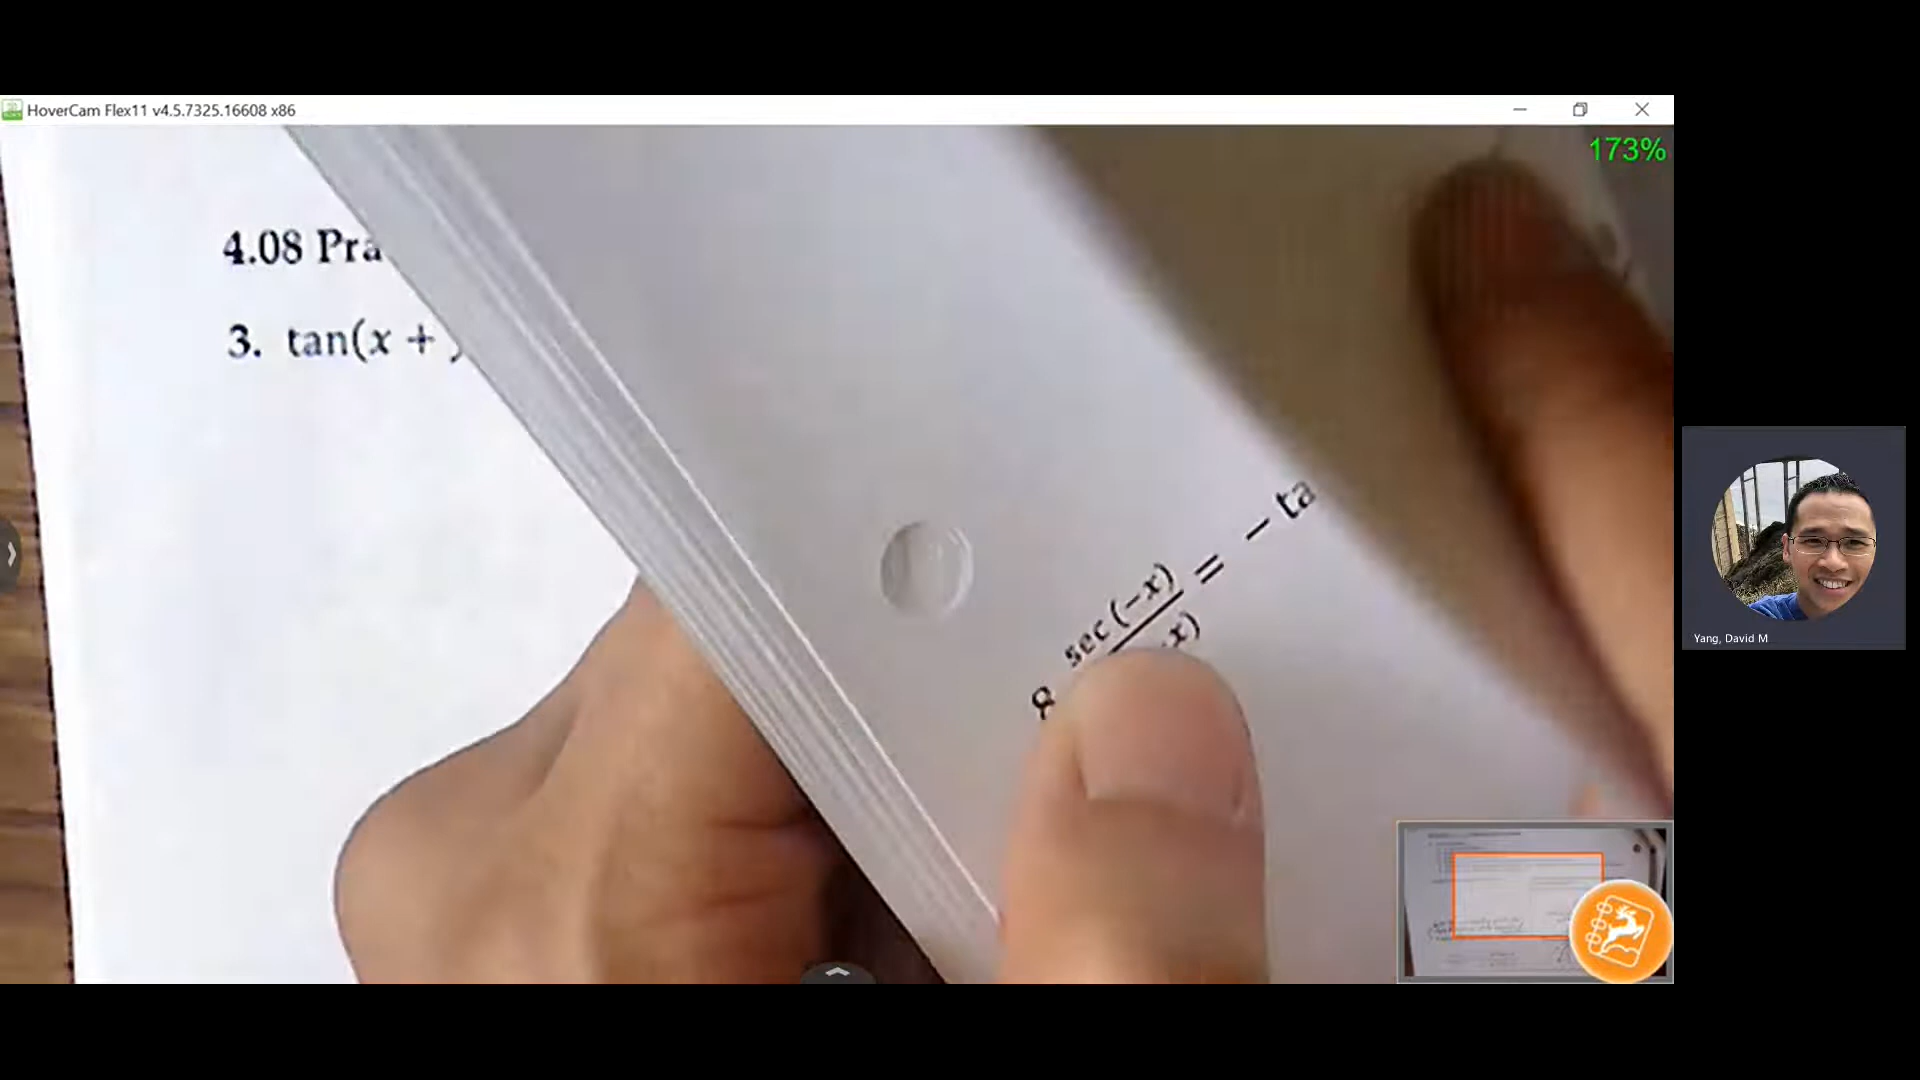 HoverCam Flex11 v4.5.7325.16608 x86
173%
4.08 Pra
3. tan(x +
8 sec(−x) = − ta
x)
Yang, David M